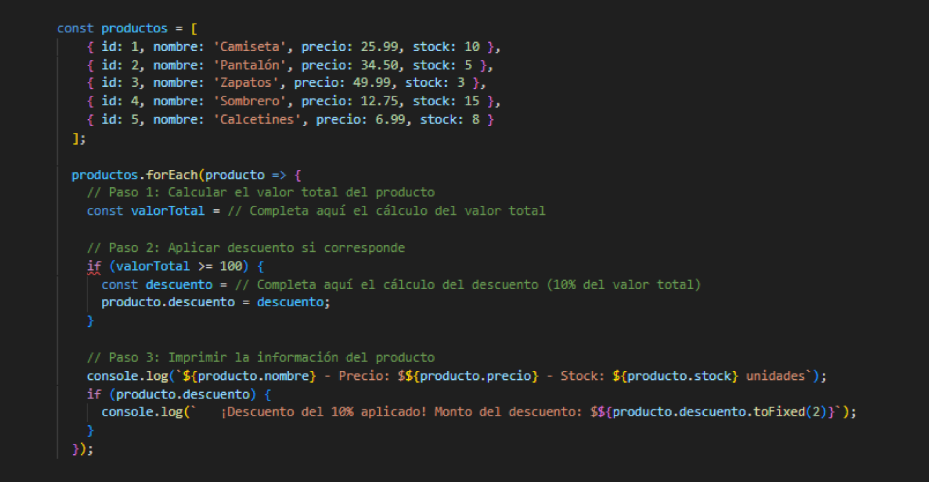 const productos = [
{ id: 1, nombre: 'Camiseta', precio: 25.99, stock: 10 },
{ id: 2, nombre: 'Pantalón', precio: 34.50, stock: 5 },
{ id: 3, nombre: 'Zapatos', precio: 49.99, stock: 3 },
{ id: 4, nombre: 'Sombrero', precio: 12.75, stock: 15 },
{ id: 5, nombre: 'Calcetines', precio: 6.99, stock: 8 }
];
productos.forEach(producto => {
// Paso 1: Calcular el valor total del producto
const valorTotal = // Completa aquí el cálculo del valor total
// Paso 2: Aplicar descuento si corresponde
if (valorTotal >= 100) {
const descuento = // Completa aquí el cálculo del descuento (10% del valor total)
producto.descuento = descuento;
}
// Paso 3: Imprimir la información del producto
console.log(`${producto.nombre} - Precio: $${producto.precio} - Stock: ${producto.stock} unidades`);
if (producto.descuento) {
console.log(`   ¡Descuento del 10% aplicado! Monto del descuento: $${producto.descuento.toFixed(2)}`);
}
});